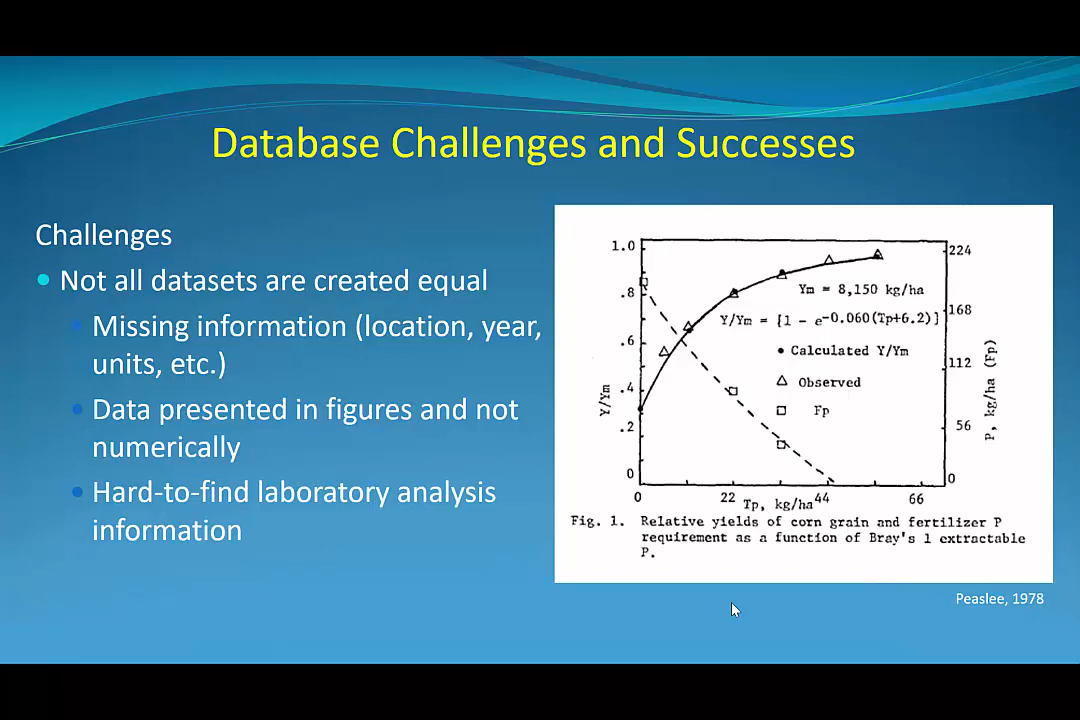 Database Challenges and Successes
Challenges
Not all datasets are created equal
Missing information (location, year,
units, etc.)
Data presented in figures and not
numerically
Hard-to-find laboratory analysis
information
1.0
.8
.6
.4
.2
0
Y/Ym
224
168
112
56
0
P, kg/ha (Fp)
Ym = 8,150 kg/ha
Y/Ym = [1 - e-0.060(Tp+6.2)]
Calculated Y/Ym
Observed
Fp
0
22
44
66
Tp, kg/ha
Fig. 1. Relative yields of corn grain and fertilizer P
requirement as a function of Bray's 1 extractable
P.
Peaslee, 1978